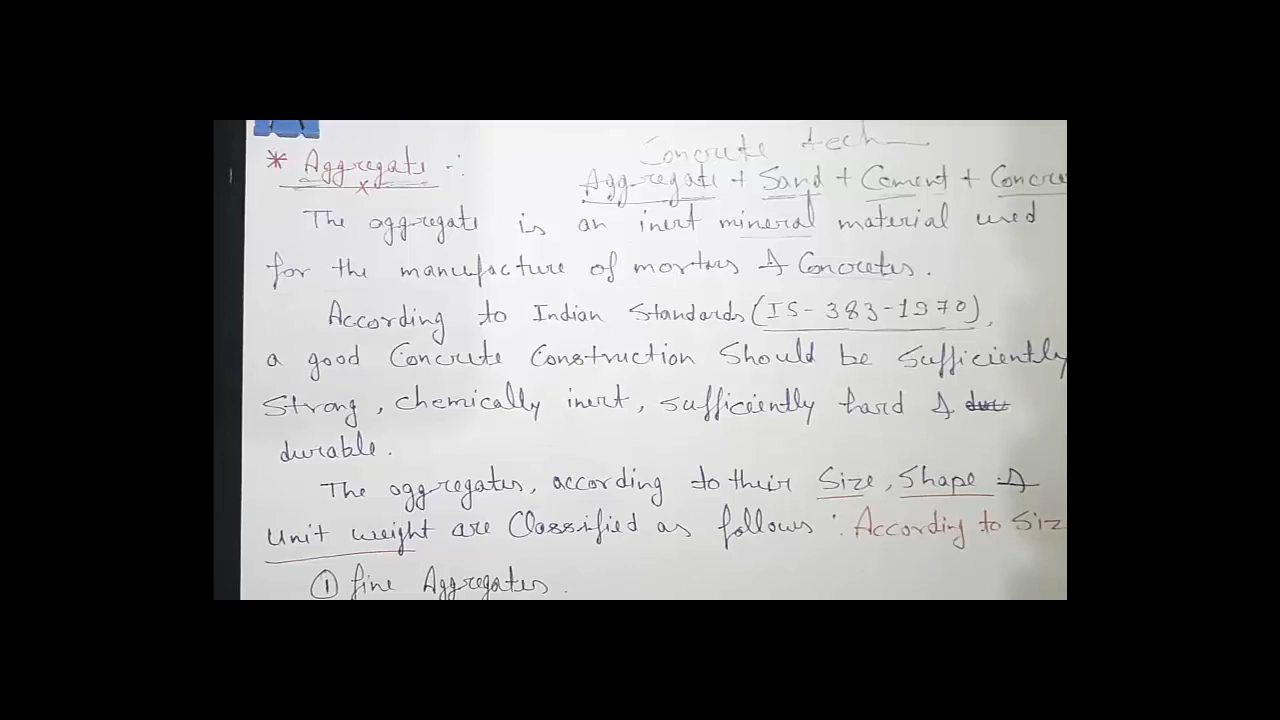 Concrete tech
* Aggregate -:
Aggregate + Sand + Cement + Concre
The aggregate is an inert mineral material used
for the manufacture of mortars & Concretes.
According to Indian Standards (IS-383-1970),
a good Concrete Construction Should be Sufficiently
Strong, chemically inert, sufficiently hard &
durable.
The aggregates, according to their Size, Shape &
Unit weight are Classified as follows : According to Siz
① fine Aggregates.